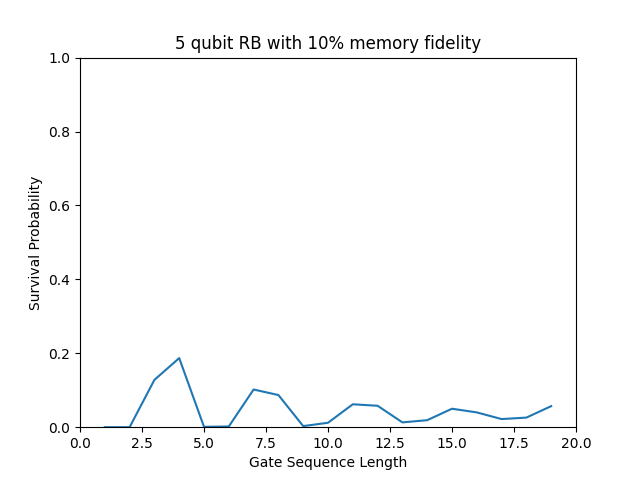 5 qubit RB with 10% memory fidelity
1.0
0.8
0.6
0.4
0.2
0.0
Survival Probability
0.0 2.5 5.0 7.5 10.0 12.5 15.0 17.5 20.0
Gate Sequence Length